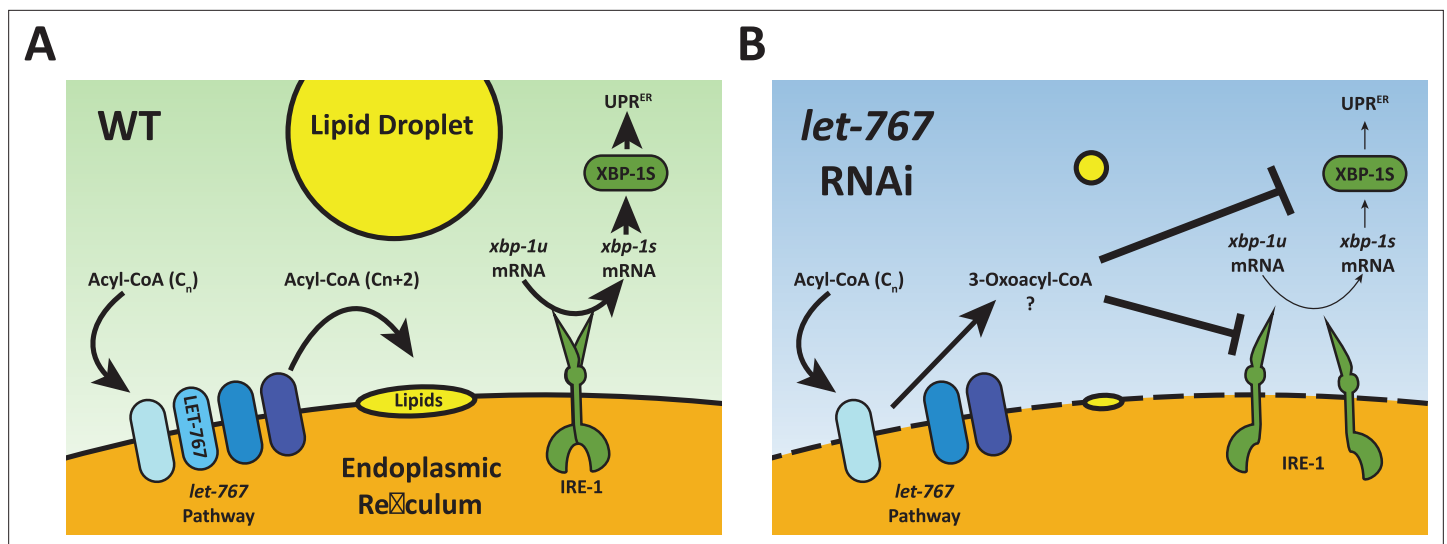 A
WT
Lipid Droplet
UPRᴱᴿ
XBP-1S
xbp-1u
mRNA
xbp-1s
mRNA
Acyl-CoA (Cₙ)
Acyl-CoA (Cn+2)
LET-767
Lipids
let-767
Pathway
Endoplasmic
Re☒culum
IRE-1
B
let-767
RNAi
UPRᴱᴿ
XBP-1S
xbp-1u
mRNA
xbp-1s
mRNA
Acyl-CoA (Cₙ)
3-Oxoacyl-CoA
?
let-767
Pathway
IRE-1